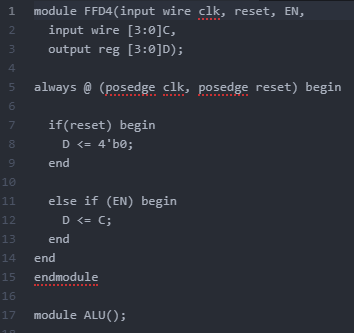 1 module FFD4(input wire clk, reset, EN,
2   input wire [3:0]C,
3   output reg [3:0]D);
4
5 always @ (posedge clk, posedge reset) begin
6
7   if(reset) begin
8     D <= 4'b0;
9   end
10
11   else if (EN) begin
12     D <= C;
13   end
14 end
15 endmodule
16
17 module ALU();